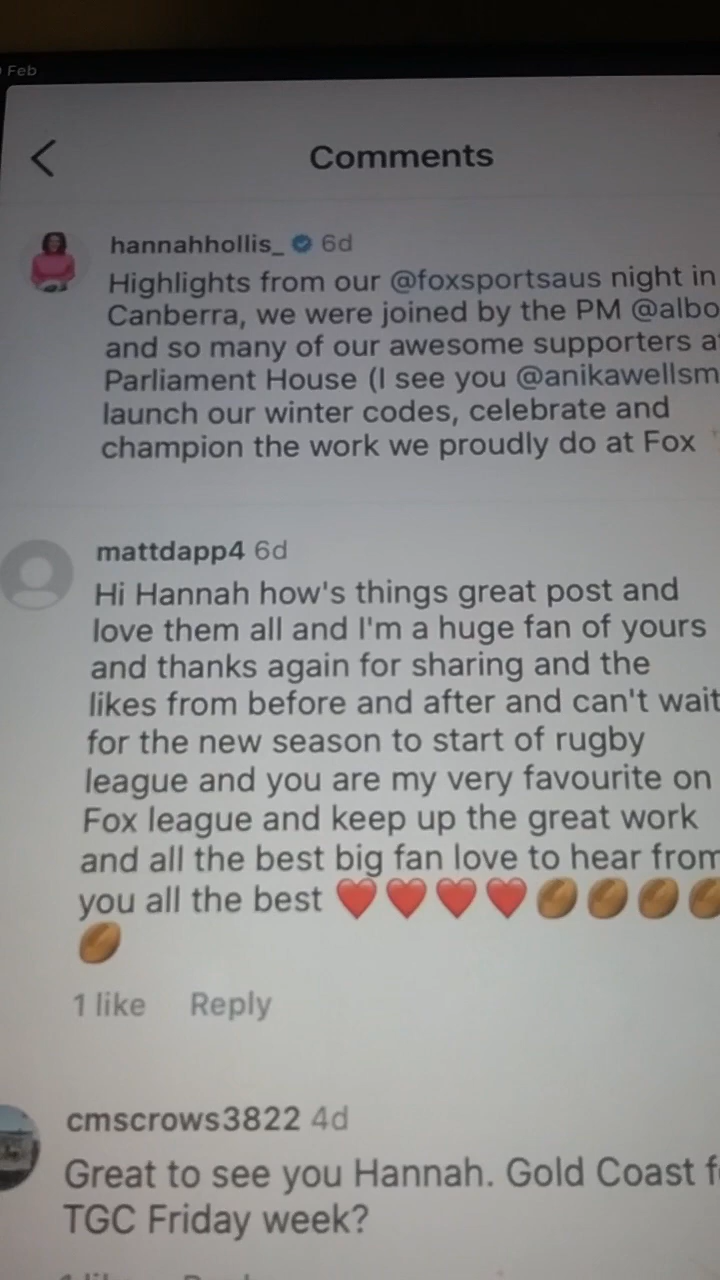 Feb
Comments
hannahhollis_ 6d
Highlights from our @foxsportsaus night in
Canberra, we were joined by the PM @albo
and so many of our awesome supporters
Parliament House (I see you @anikawellsm
launch our winter codes, celebrate and
champion the work we proudly do at Fox
mattdapp4 6d
Hi Hannah how's things great post and
love them all and I'm a huge fan of yours
and thanks again for sharing and the
likes from before and after and can't wait
for the new season to start of rugby
league and you are my very favourite on
Fox league and keep up the great work
and all the best big fan love to hear from
you all the best ❤️❤️❤️❤️🏉🏉🏉🏉
🏉
1 like Reply
cmscrows3822 4d
Great to see you Hannah. Gold Coast
TGC Friday week?